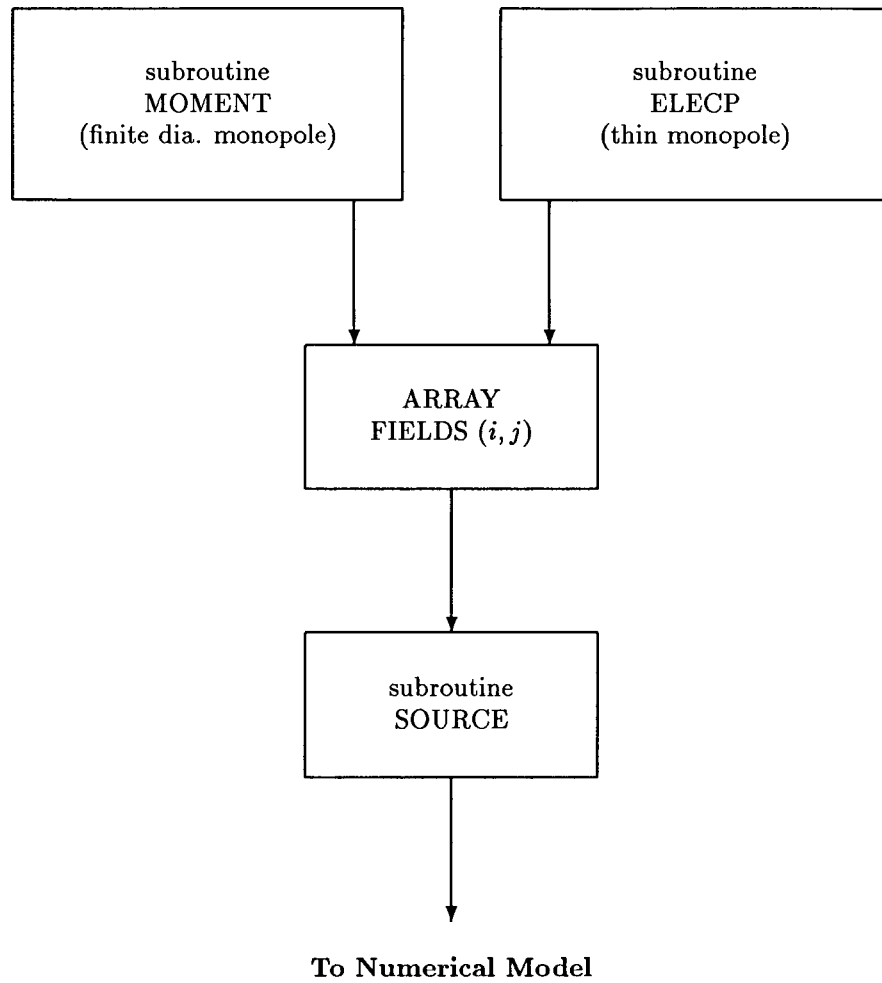 subroutine
MOMENT
(finite dia. monopole)
subroutine
ELECP
(thin monopole)
ARRAY
FIELDS (i, j)
subroutine
SOURCE
To Numerical Model